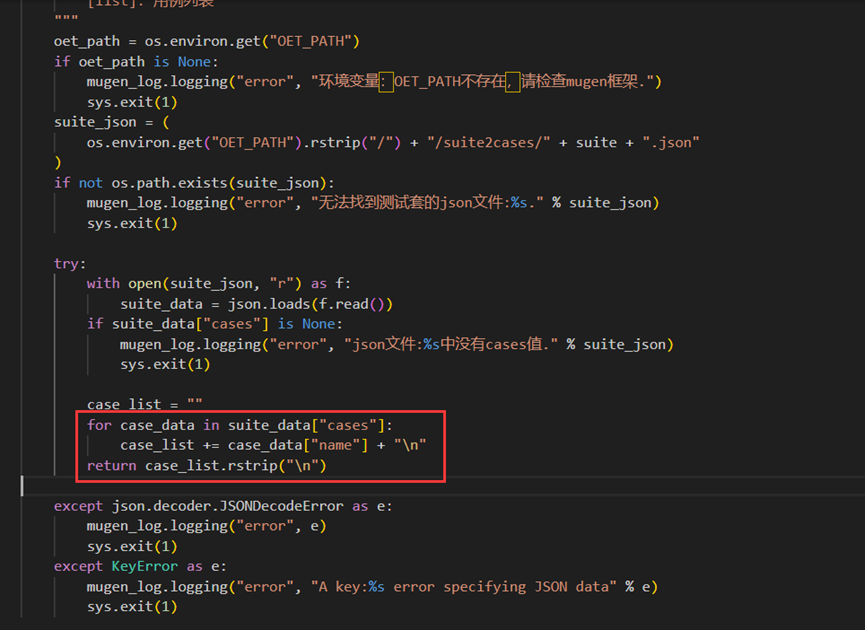 [list]: 用例列表
"""
oet_path = os.environ.get("OET_PATH")
if oet_path is None:
mugen_log.logging("error", "环境变量：OET_PATH不存在，请检查mugen框架.")
sys.exit(1)
suite_json = (
os.environ.get("OET_PATH").rstrip("/") + "/suite2cases/" + suite + ".json"
)
if not os.path.exists(suite_json):
mugen_log.logging("error", "无法找到测试套的json文件:%s." % suite_json)
sys.exit(1)
try:
with open(suite_json, "r") as f:
suite_data = json.loads(f.read())
if suite_data["cases"] is None:
mugen_log.logging("error", "json文件:%s中没有cases值." % suite_json)
sys.exit(1)
case_list = ""
for case_data in suite_data["cases"]:
case_list += case_data["name"] + "\n"
return case_list.rstrip("\n")
except json.decoder.JSONDecodeError as e:
mugen_log.logging("error", e)
sys.exit(1)
except KeyError as e:
mugen_log.logging("error", "A key:%s error specifying JSON data" % e)
sys.exit(1)